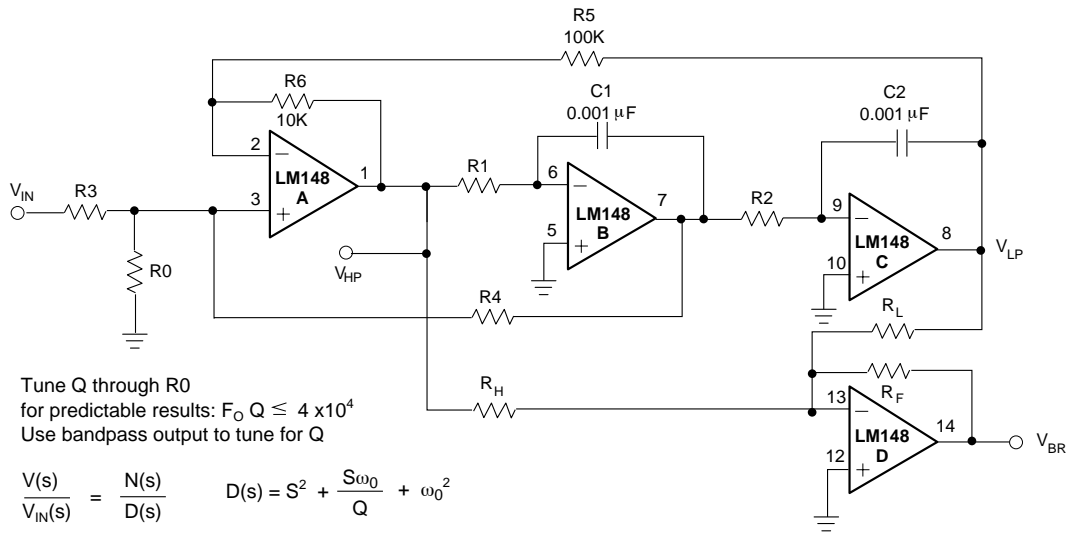 R5
100K
R6
10K
C1
0.001 μF
C2
0.001 μF
2
−
LM148
A
1
3
+
V_IN
R3
R0
R1
6
−
LM148
B
7
5
+
R2
9
−
LM148
C
8
10
+
V_LP
V_HP
R4
R_L
R_H
R_F
13
−
LM148
D
14
12
+
V_BR
Tune Q through R0
for predictable results: F_O Q ≤ 4 x10^4
Use bandpass output to tune for Q
V(s)/V_IN(s) = N(s)/D(s)  D(s) = S^2 + Sω_0/Q + ω_0^2